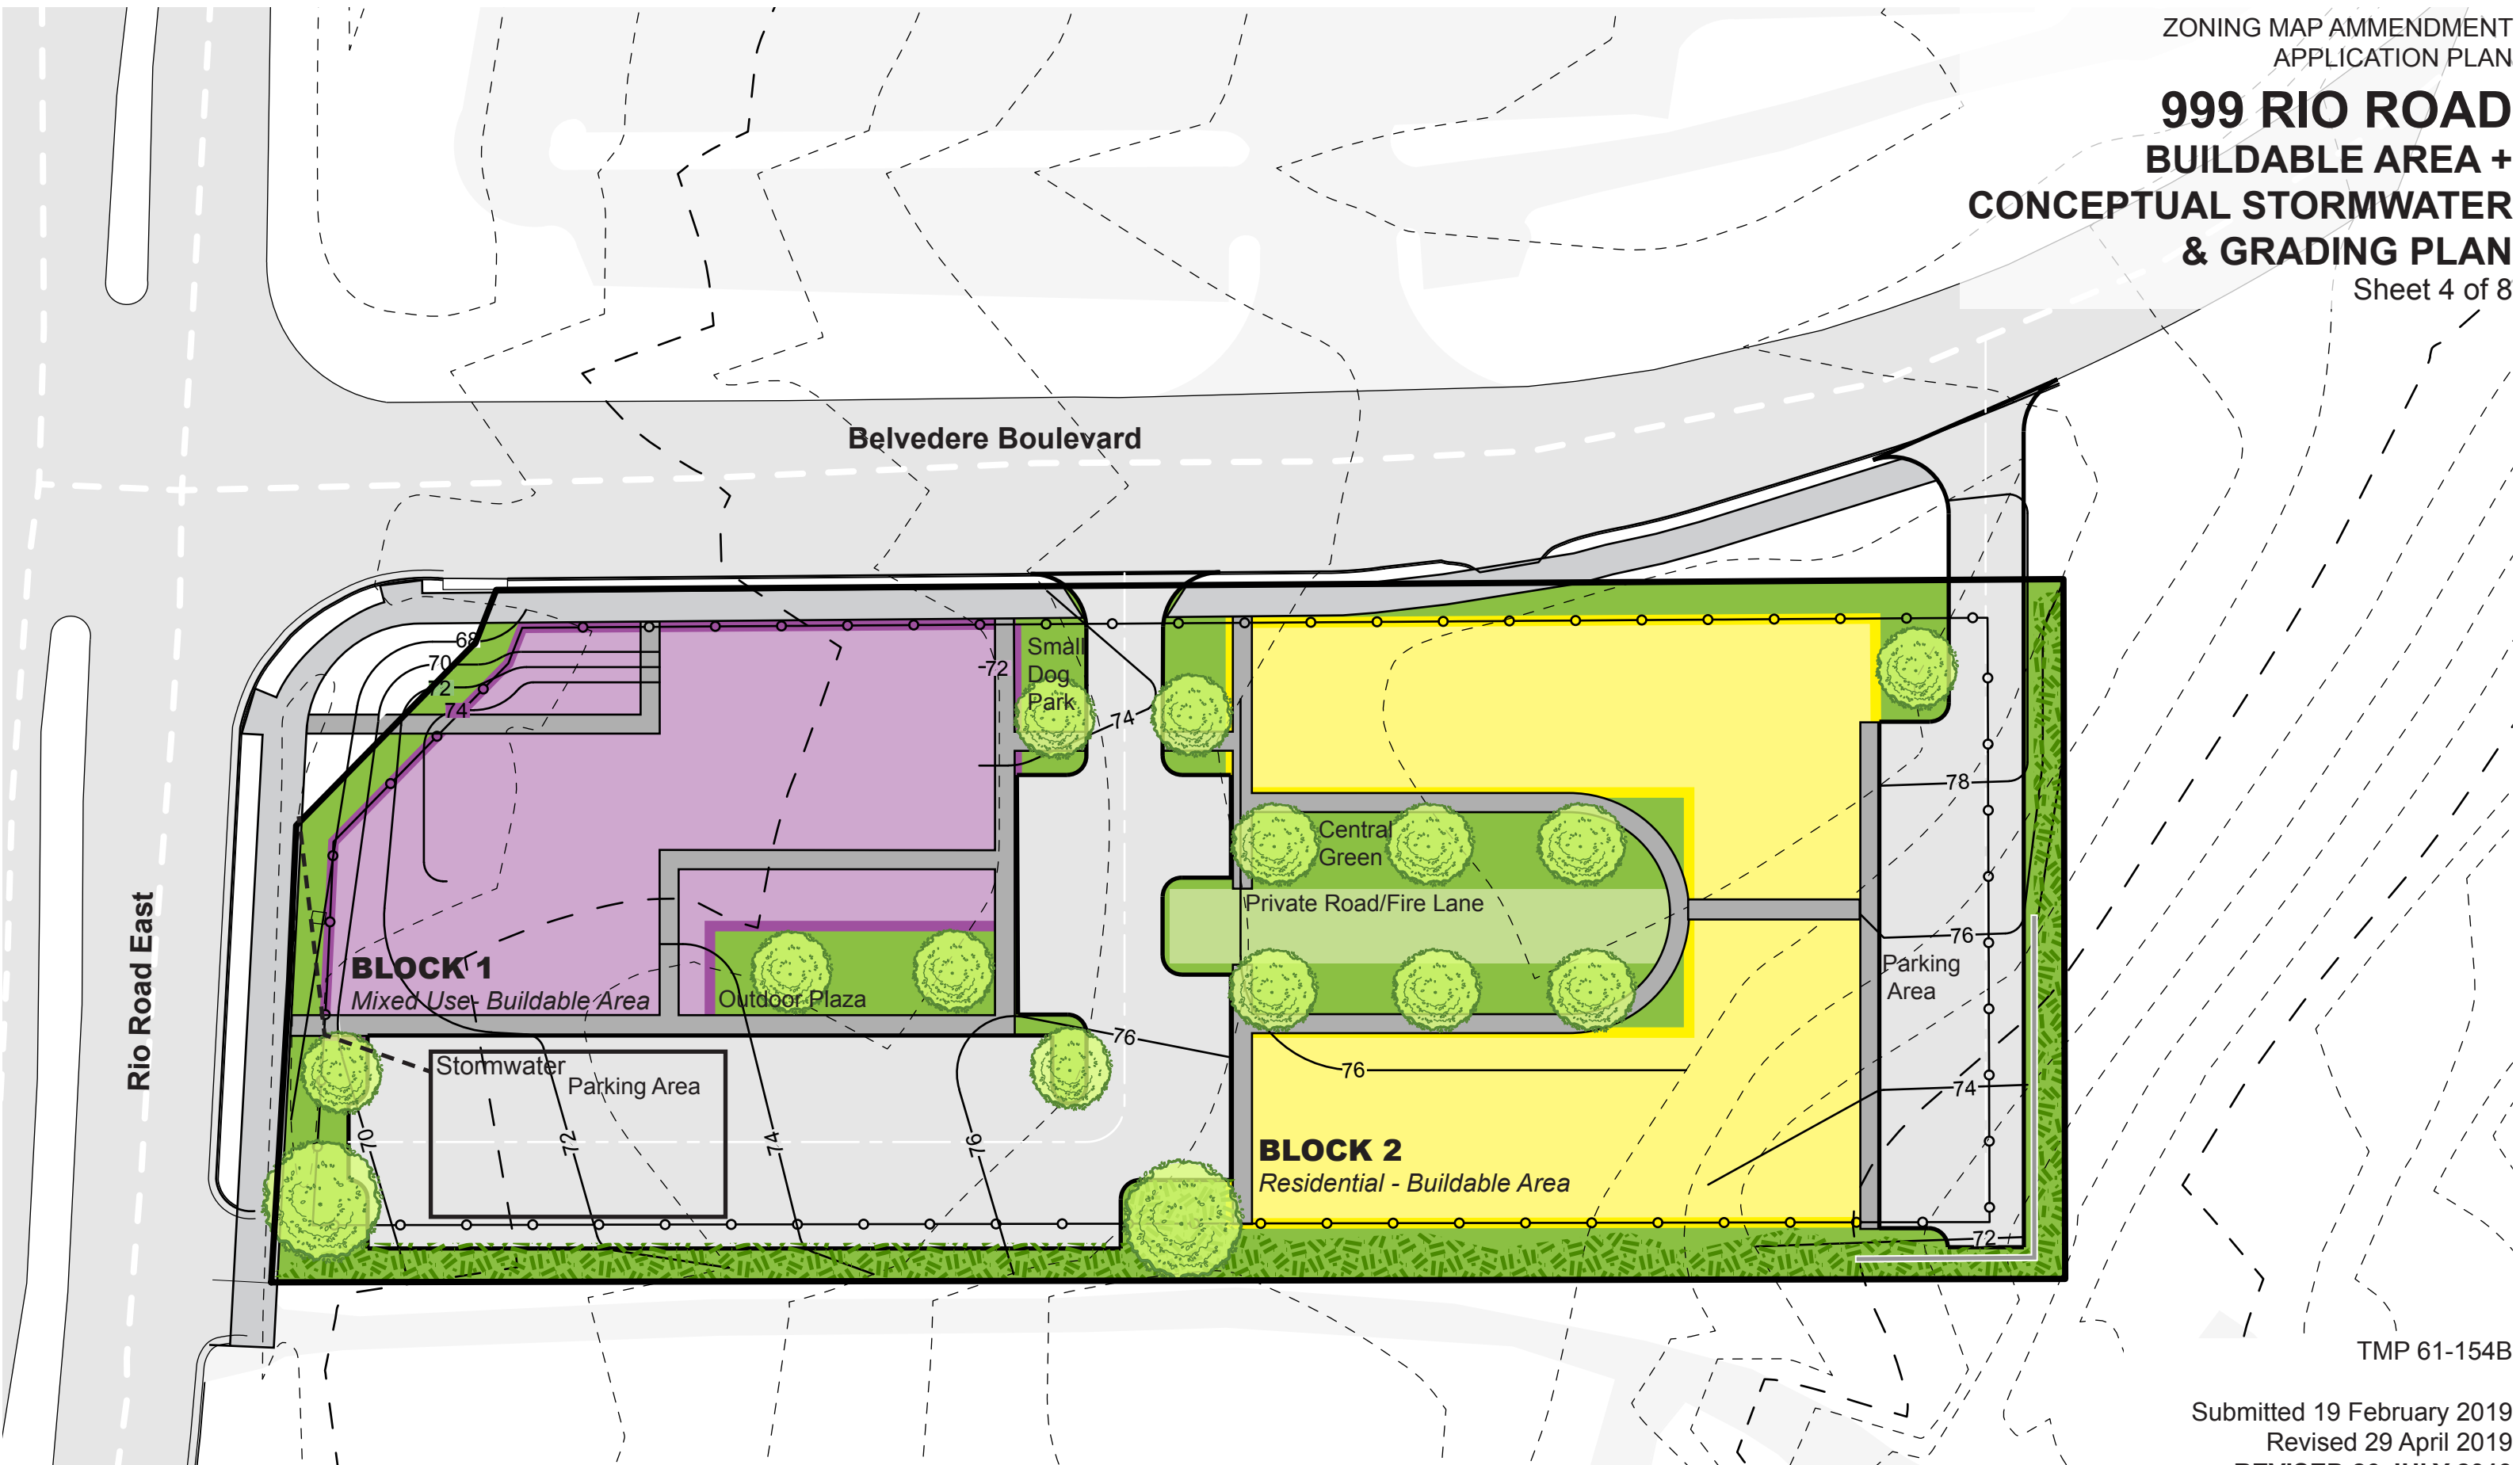 ZONING MAP AMMENDMENT
APPLICATION PLAN
999 RIO ROAD
BUILDABLE AREA +
CONCEPTUAL STORMWATER
& GRADING PLAN
Sheet 4 of 8
Belvedere Boulevard
Rio Road East
68
70
72
74
-72
Small
Dog
Park
74
78
Central
Green
Private Road/Fire Lane
76
Parking
Area
BLOCK 1
Mixed Use- Buildable Area
Outdoor Plaza
76
Stormwater
Parking Area
76
74
70
72
74
76
BLOCK 2
Residential - Buildable Area
72
TMP 61-154B
Submitted 19 February 2019
Revised 29 April 2019